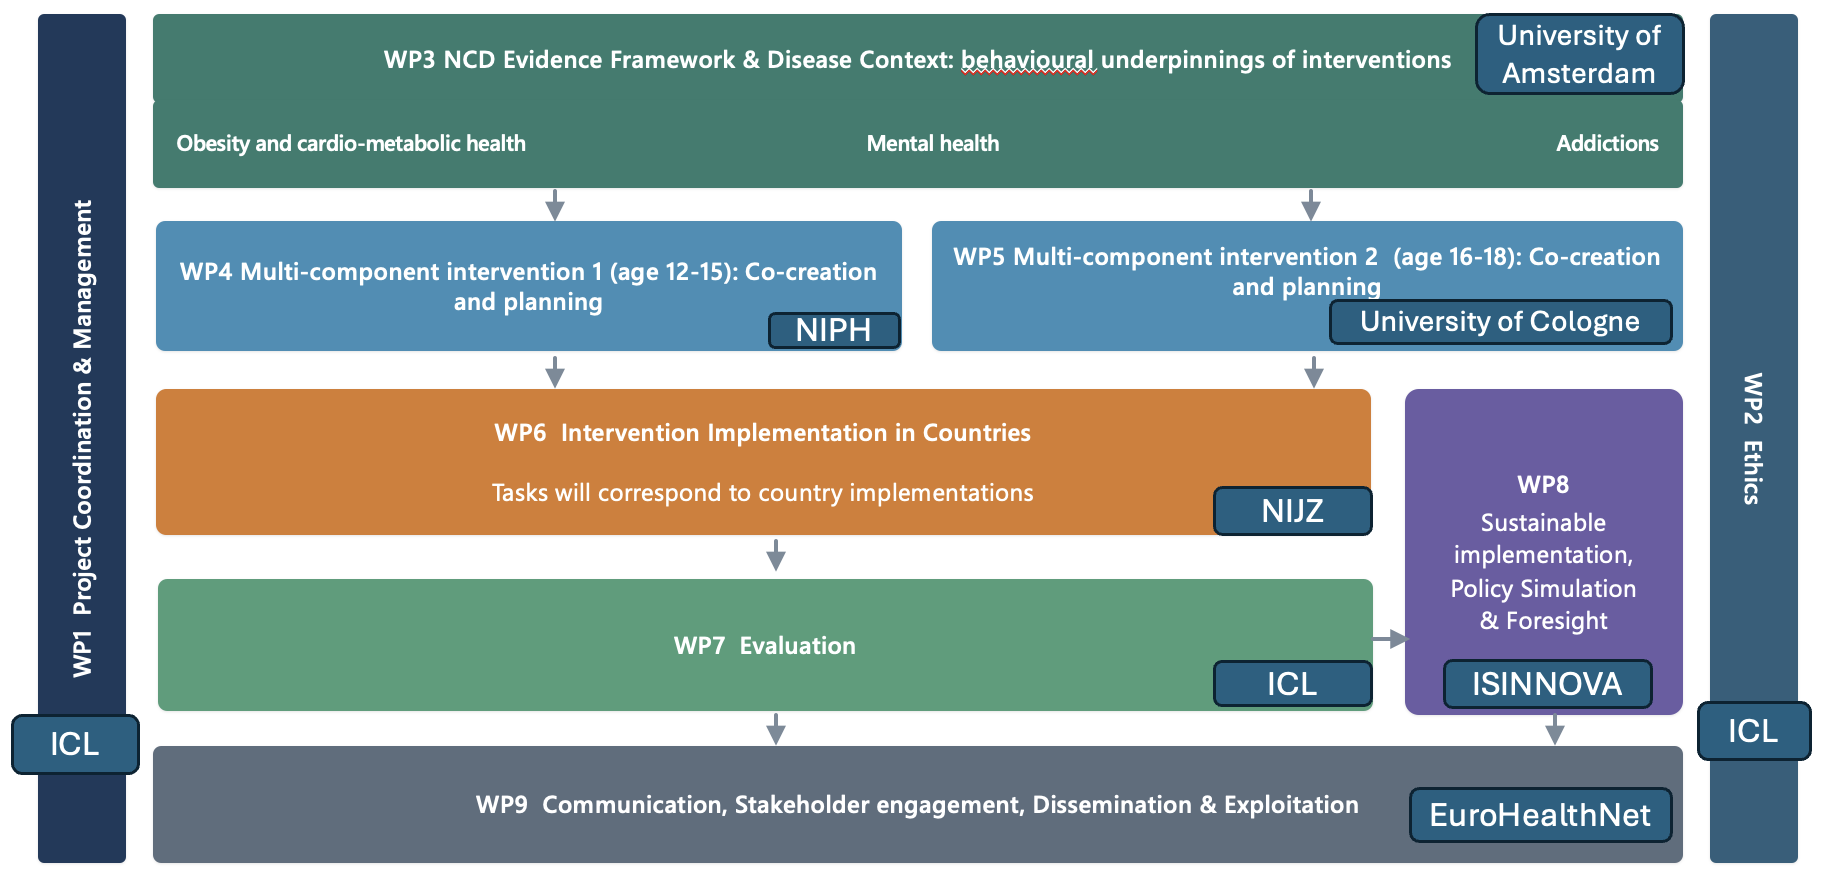 WP1  Project Coordination & Management
ICL
WP3 NCD Evidence Framework & Disease Context: behavioural underpinnings of interventions
University of
Amsterdam
Obesity and cardio-metabolic health
Mental health
Addictions
WP4 Multi-component intervention 1 (age 12-15): Co-creation
and planning
NIPH
WP5 Multi-component intervention 2  (age 16-18): Co-creation
and planning
University of Cologne
WP6  Intervention Implementation in Countries
Tasks will correspond to country implementations
NIJZ
WP7  Evaluation
ICL
WP8
Sustainable
implementation,
Policy Simulation
& Foresight
ISINNOVA
WP9  Communication, Stakeholder engagement, Dissemination & Exploitation
EuroHealthNet
WP2  Ethics
ICL